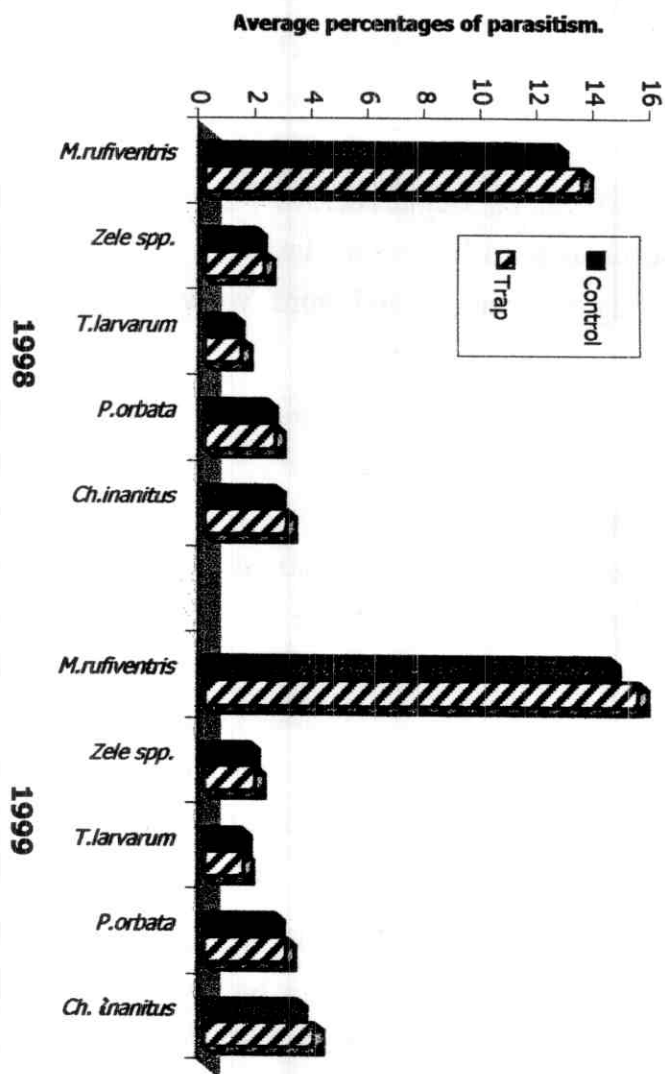 Average percentages of parasitism.
0
2
4
6
8
10
12
14
16
Control
Trap
M.rufiventris
Zele spp.
T.larvarum
P.orbata
Ch.inanitus
M.rufiventris
Zele spp.
T.larvarum
P.orbata
Ch. inanitus
1998
1999